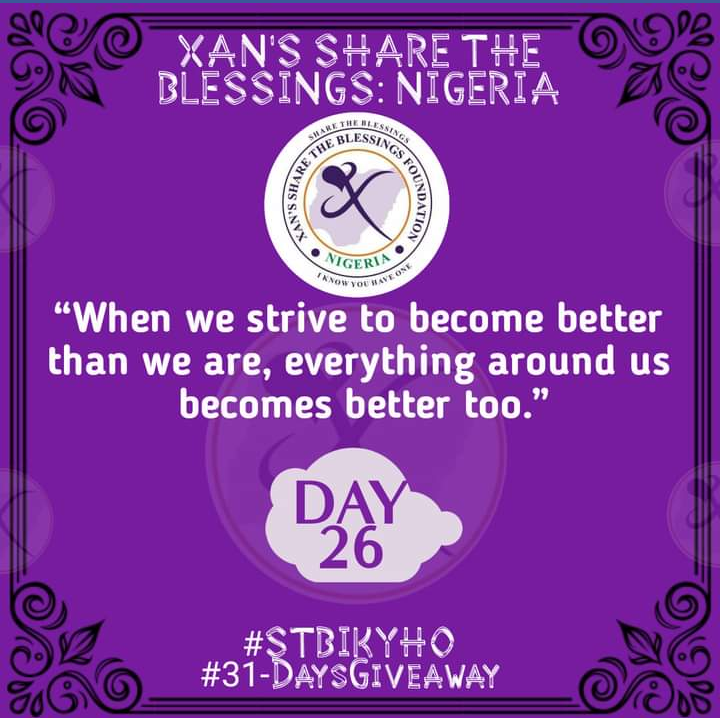 XAN'S SHARE THE
BLESSINGS: NIGERIA
SHARE THE BLESSINGS
XAN'S SHARE THE BLESSINGS FOUNDATION
NIGERIA
I KNOW YOU HAVE ONE
“When we strive to become better
than we are, everything around us
becomes better too.”
DAY
26
#STBIKYHO
#31-DAYSGIVEAWAY